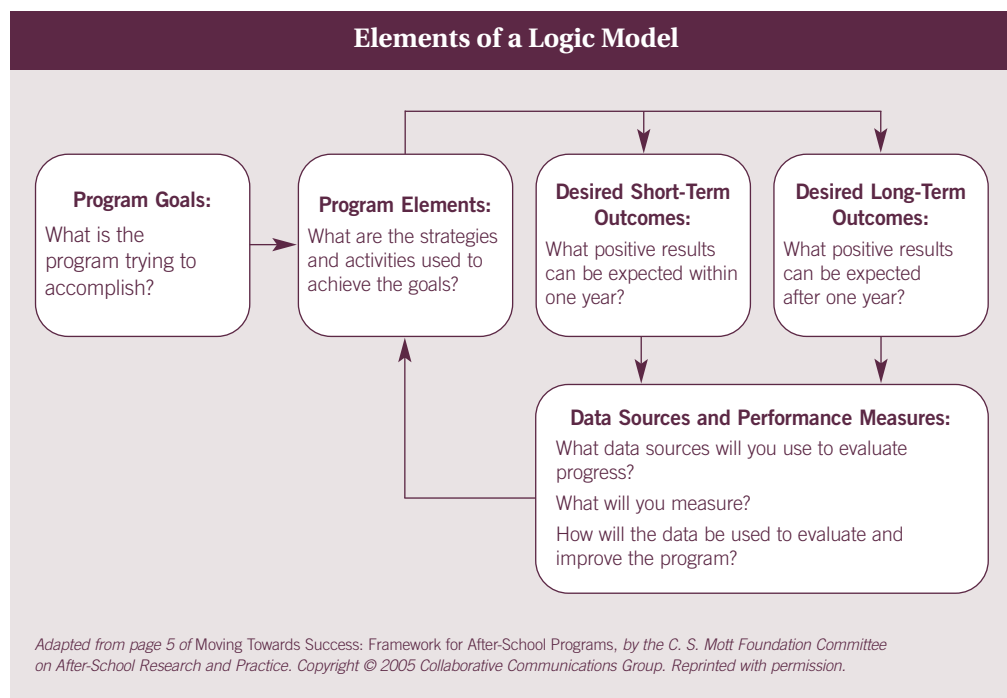 Elements of a Logic Model
Program Goals:
What is the
program trying to
accomplish?
Program Elements:
What are the strategies
and activities used to
achieve the goals?
Desired Short-Term
Outcomes:
What positive results
can be expected within
one year?
Desired Long-Term
Outcomes:
What positive results
can be expected
after one year?
Data Sources and Performance Measures:
What data sources will you use to evaluate
progress?
What will you measure?
How will the data be used to evaluate and
improve the program?
Adapted from page 5 of Moving Towards Success: Framework for After-School Programs, by the C. S. Mott Foundation Committee
on After-School Research and Practice. Copyright © 2005 Collaborative Communications Group. Reprinted with permission.